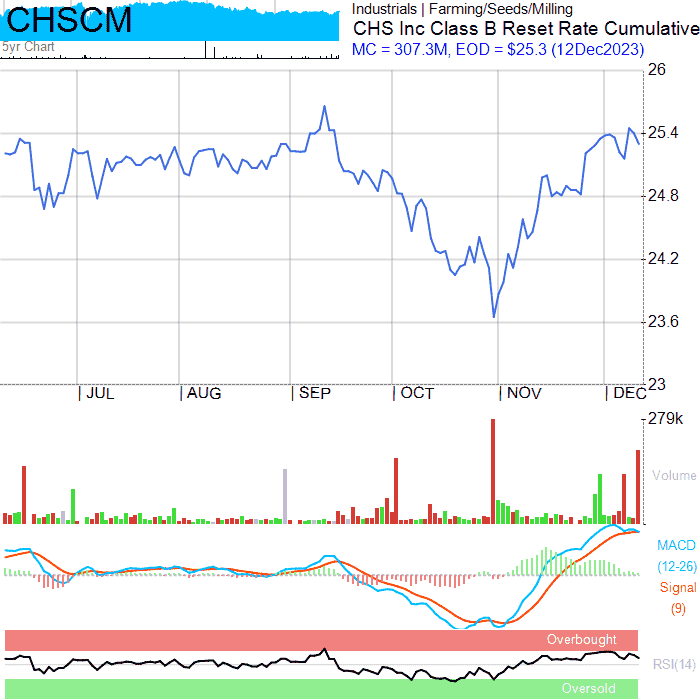 CHSCM
5yr Chart
Industrials | Farming/Seeds/Milling
CHS Inc Class B Reset Rate Cumulative
MC = 307.3M, EOD = $25.3 (12Dec2023)
26
25.4
24.8
24.2
23.6
23
JUL
AUG
SEP
OCT
NOV
DEC
279k
Volume
MACD
(12-26)
Signal
(9)
Overbought
RSI(14)
Oversold